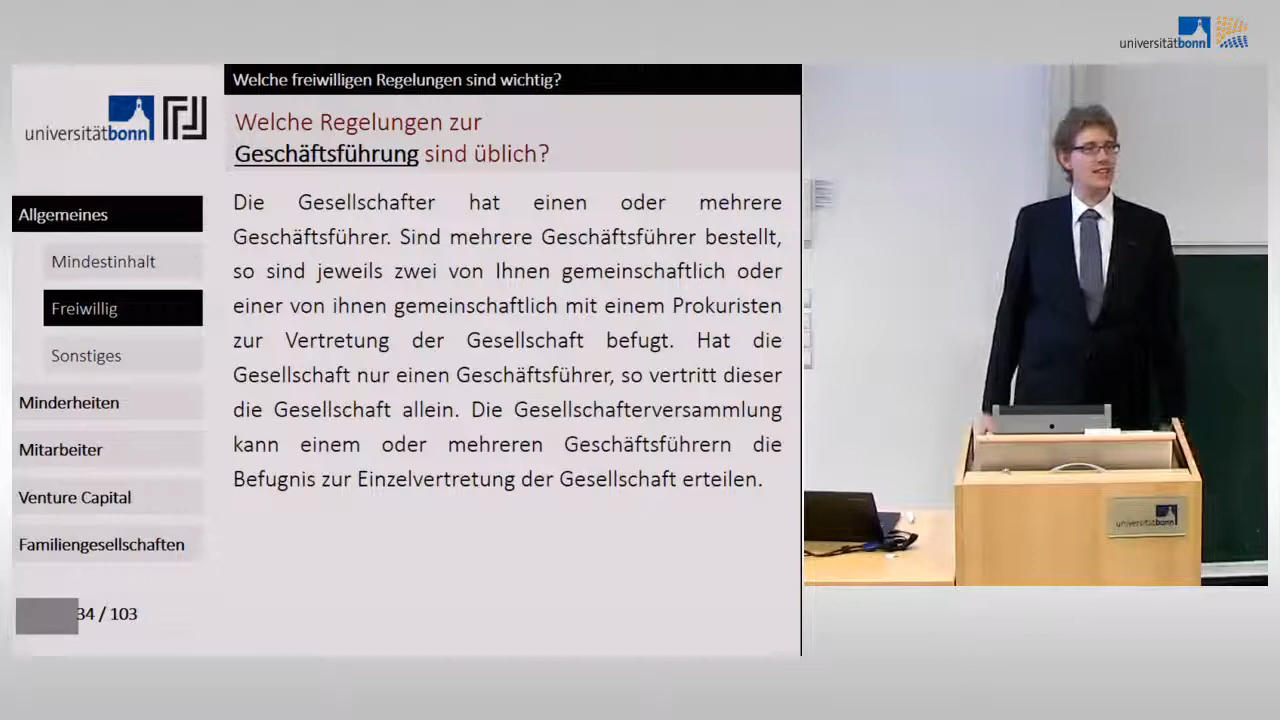 universitätbonn
Welche freiwilligen Regelungen sind wichtig?
universitätbonn
Welche Regelungen zur
Geschäftsführung sind üblich?
Allgemeines
Mindestinhalt
Freiwillig
Sonstiges
Minderheiten
Mitarbeiter
Venture Capital
Familiengesellschaften
34 / 103
Die Gesellschafter hat einen oder mehrere
Geschäftsführer. Sind mehrere Geschäftsführer bestellt,
so sind jeweils zwei von Ihnen gemeinschaftlich oder
einer von ihnen gemeinschaftlich mit einem Prokuristen
zur Vertretung der Gesellschaft befugt. Hat die
Gesellschaft nur einen Geschäftsführer, so vertritt dieser
die Gesellschaft allein. Die Gesellschafterversammlung
kann einem oder mehreren Geschäftsführern die
Befugnis zur Einzelvertretung der Gesellschaft erteilen.
universitätbonn